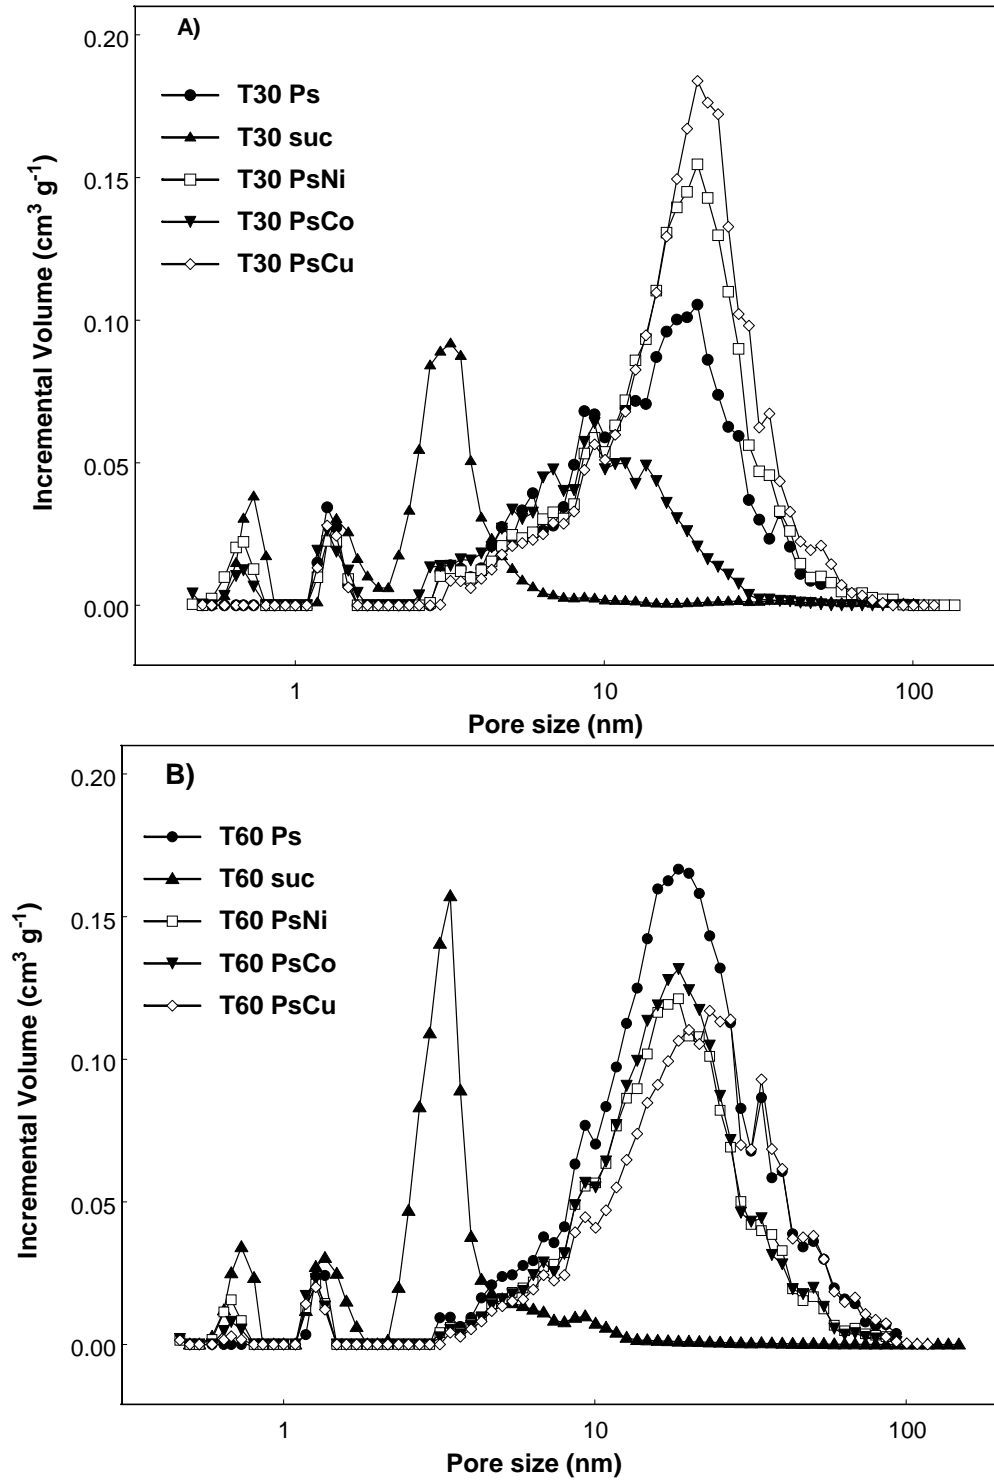 A)
0.20
0.15
0.10
0.05
0.00
Incremental Volume (cm³ g⁻¹)
T30 Ps
T30 suc
T30 PsNi
T30 PsCo
T30 PsCu
1 10 100
Pore size (nm)
B)
0.20
0.15
0.10
0.05
0.00
Incremental Volume (cm³ g⁻¹)
T60 Ps
T60 suc
T60 PsNi
T60 PsCo
T60 PsCu
1 10 100
Pore size (nm)